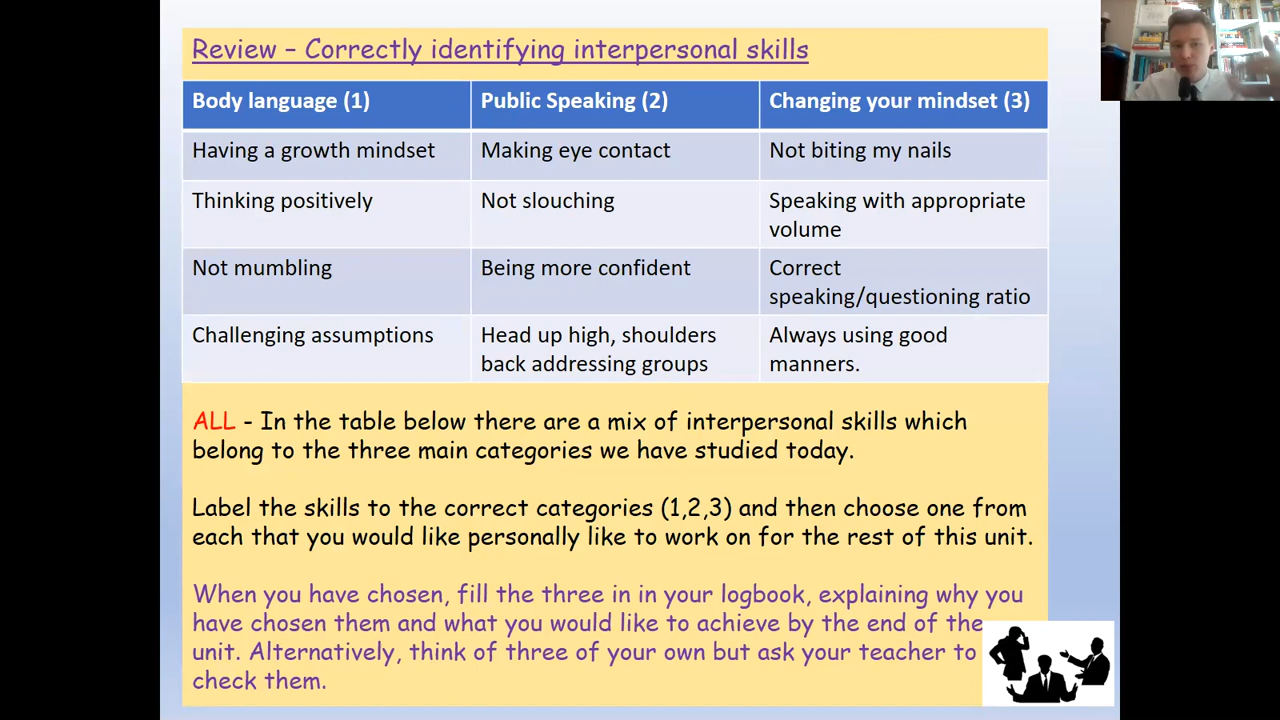 Review – Correctly identifying interpersonal skills
Body language (1)
Public Speaking (2)
Changing your mindset (3)
Having a growth mindset
Making eye contact
Not biting my nails
Thinking positively
Not slouching
Speaking with appropriate
volume
Not mumbling
Being more confident
Correct
speaking/questioning ratio
Challenging assumptions
Head up high, shoulders
back addressing groups
Always using good
manners.
ALL - In the table below there are a mix of interpersonal skills which
belong to the three main categories we have studied today.
Label the skills to the correct categories (1,2,3) and then choose one from
each that you would like personally like to work on for the rest of this unit.
When you have chosen, fill the three in in your logbook, explaining why you
have chosen them and what you would like to achieve by the end of the
unit. Alternatively, think of three of your own but ask your teacher to
check them.